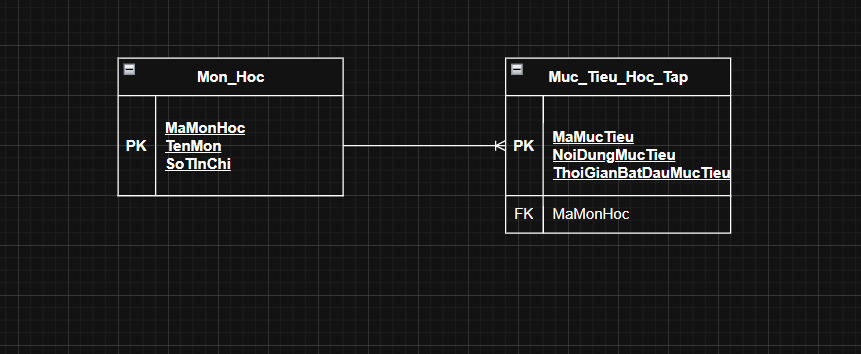 Mon_Hoc
PK
MaMonHoc
TenMon
SoTInChi
Muc_Tieu_Hoc_Tap
PK
MaMucTieu
NoiDungMucTieu
ThoiGianBatDauMucTieu
FK
MaMonHoc